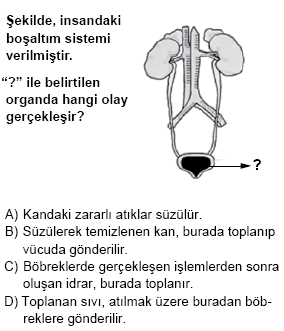 Şekilde, insandaki
boşaltım sistemi
verilmiştir.
“?” ile belirtilen
organda hangi olay
gerçekleşir?
?
A) Kandaki zararlı atıklar süzülür.
B) Süzülerek temizlenen kan, burada toplanıp
vücuda gönderilir.
C) Böbreklerde gerçekleşen işlemlerden sonra
oluşan idrar, burada toplanır.
D) Toplanan sıvı, atılmak üzere buradan böb-
reklere gönderilir.